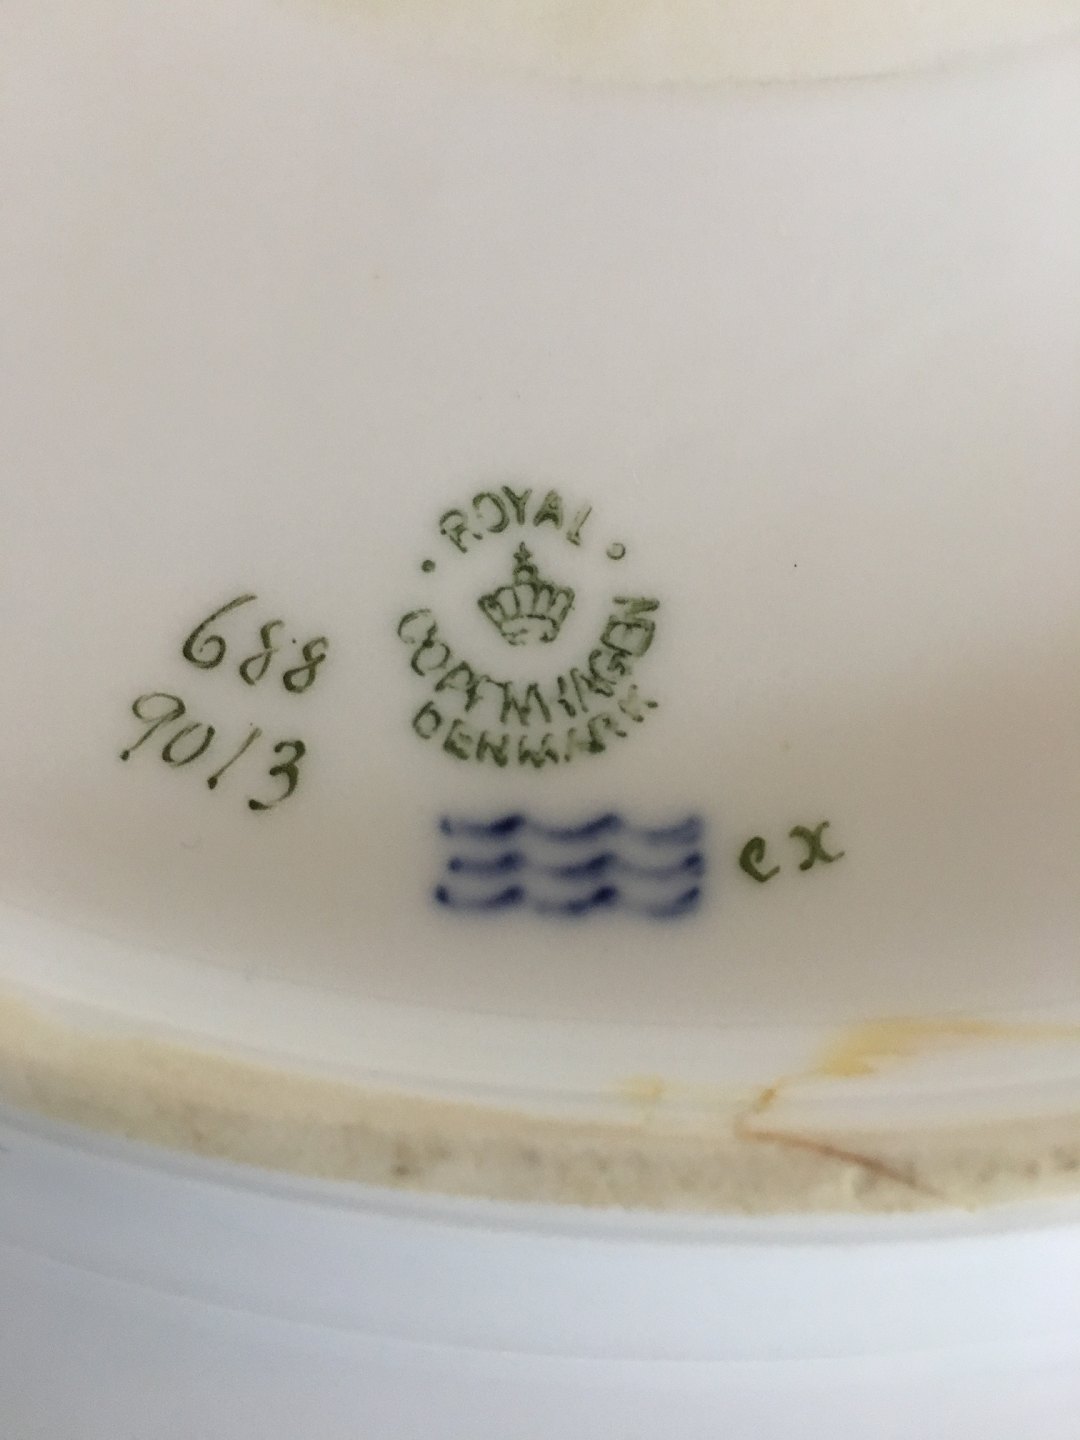 ROYAL
COPENHAGEN
DENMARK
688
9013
ex